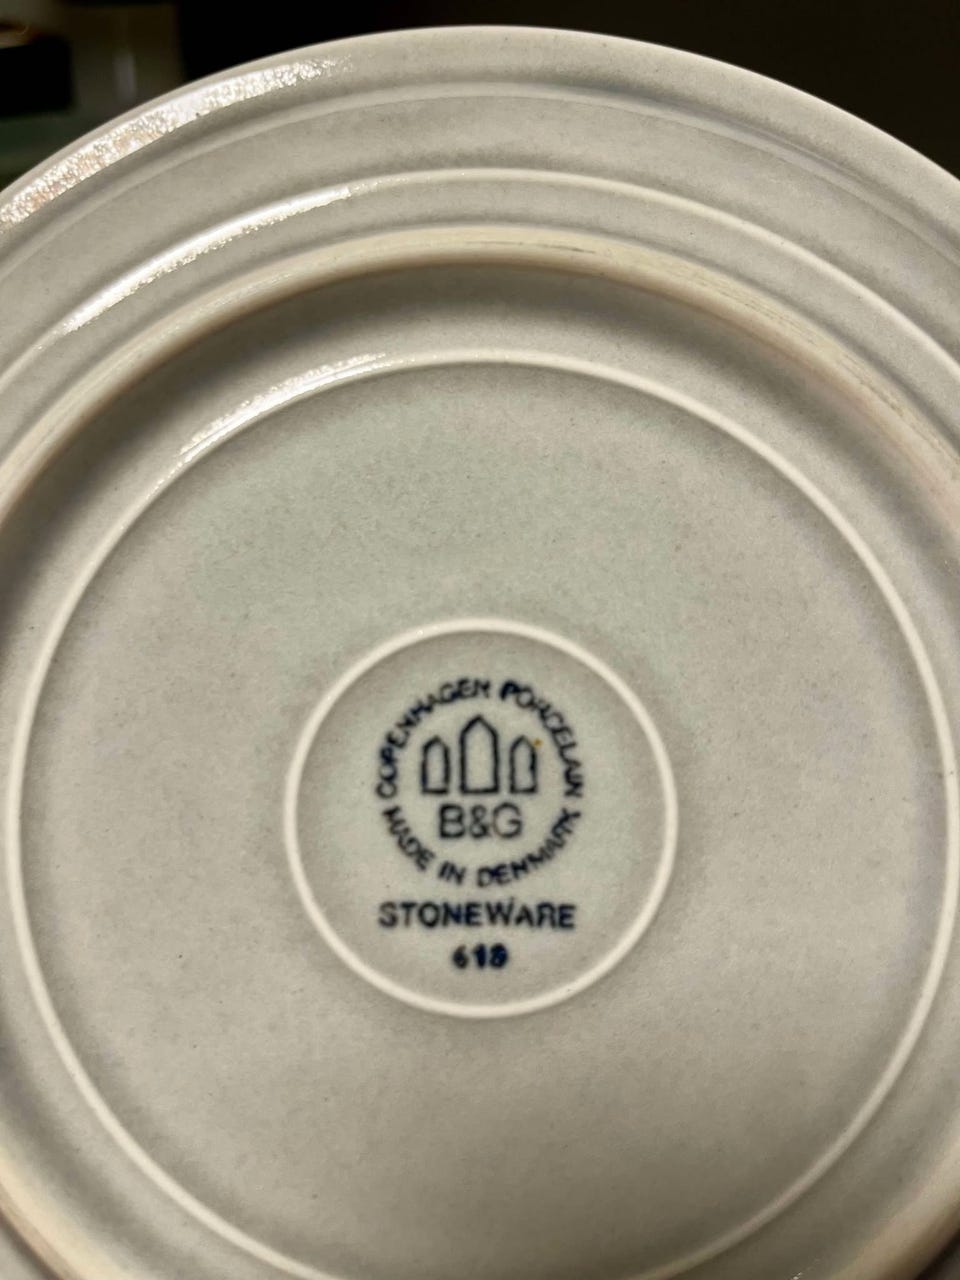 COPENHAGEN PORCELAIN
B&G
MADE IN DENMARK
STONEWARE
618